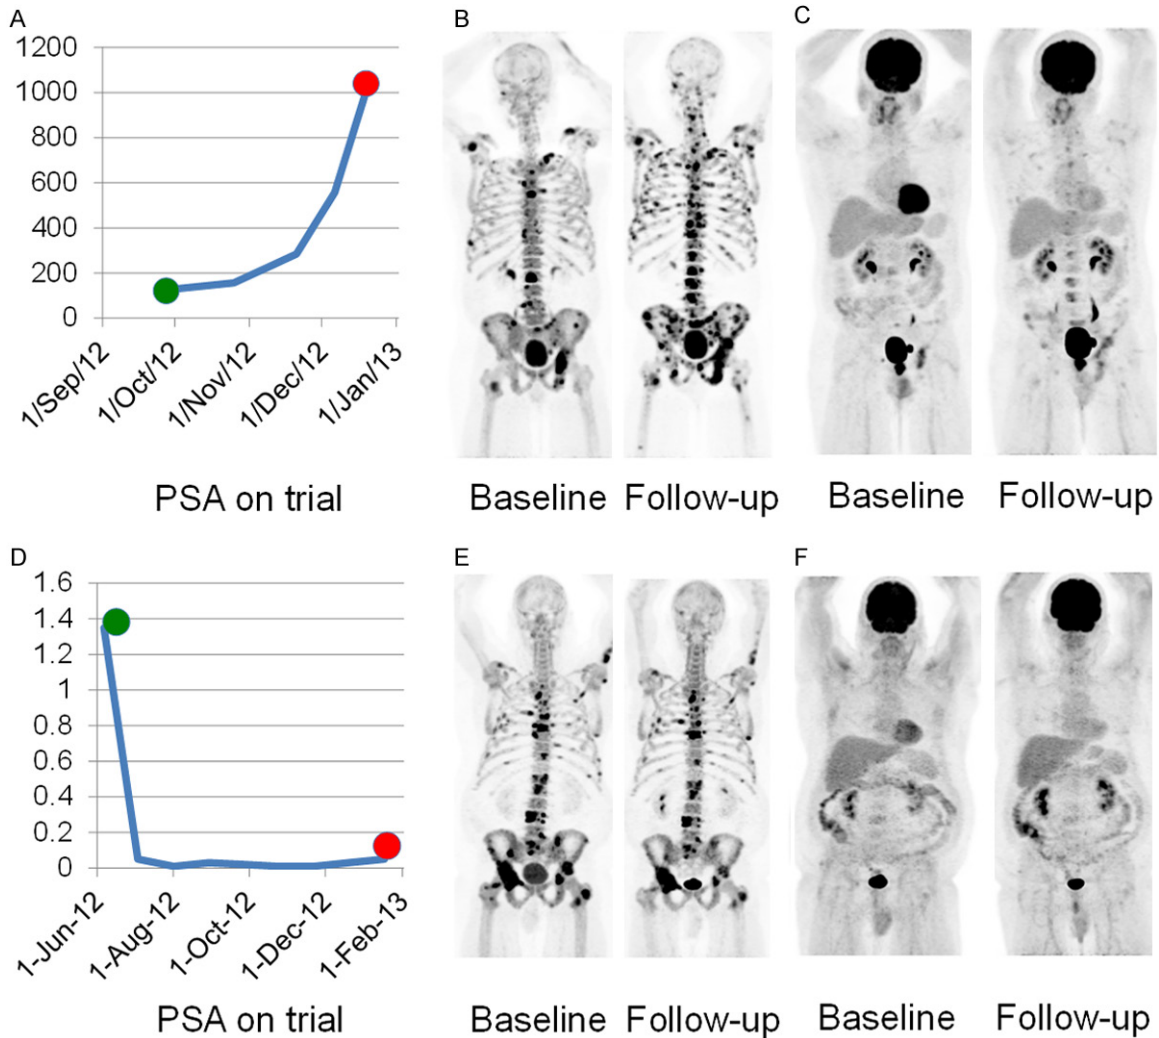 A
1200
1000
800
600
400
200
0
1/Sep/12
1/Oct/12
1/Nov/12
1/Dec/12
1/Jan/13
PSA on trial
B
Baseline Follow-up
C
Baseline Follow-up
D
1.6
1.4
1.2
1
0.8
0.6
0.4
0.2
0
1-Jun-12
1-Aug-12
1-Oct-12
1-Dec-12
1-Feb-13
PSA on trial
E
Baseline Follow-up
F
Baseline Follow-up